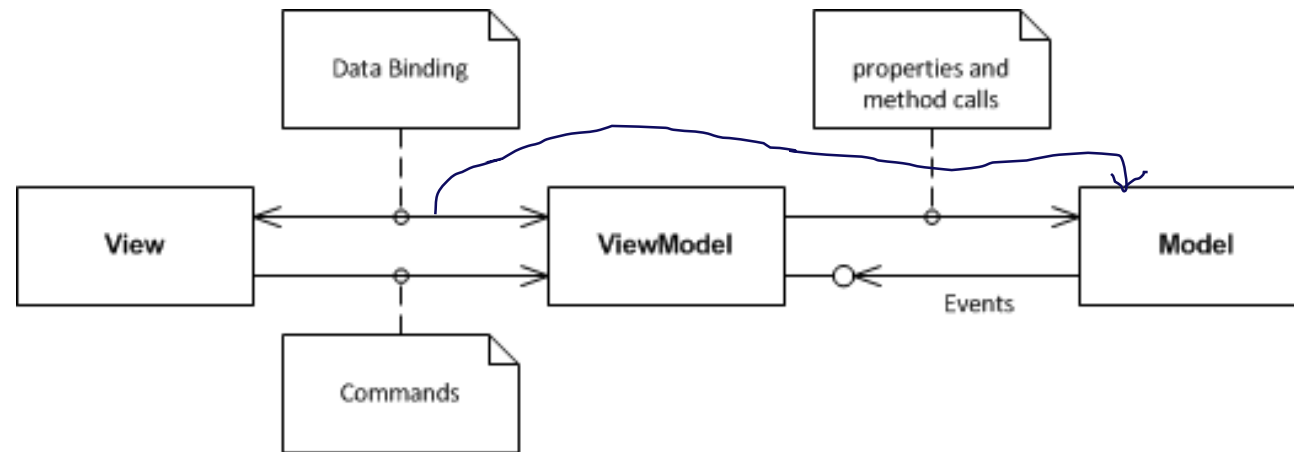 Data Binding
properties and
method calls
View
ViewModel
Model
Events
Commands